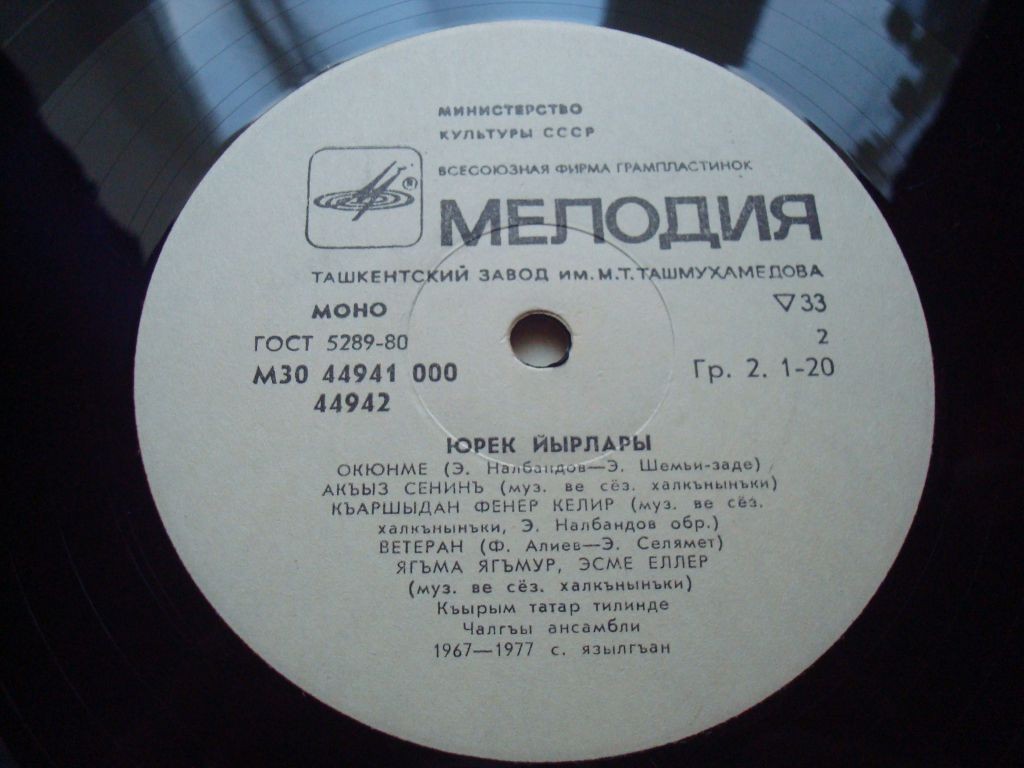 МИНИСТЕРСТВО
КУЛЬТУРЫ СССР
ВСЕСОЮЗНАЯ ФИРМА ГРАМПЛАСТИНОК
МЕЛОДИЯ
ТАШКЕНТСКИЙ ЗАВОД ИМ. М.Т. ТАШМУХАМЕДОВА
МОНО ▽33
ГОСТ 5289-80 2
М30 44941 000 Гр. 2. 1-20
44942
ЮРЕК ЙЫРЛАРЫ
ОКЮНМЕ (Э. Налбандов—Э. Шемьи-заде)
АКЪЫЗ СЕНИНЪ (муз. ве сёз. халкънынъки)
КЪАРШЫДАН ФЕНЕР КЕЛИР (муз. ве сёз.
халкънынъки, Э. Налбандов обр.)
ВЕТЕРАН (Ф. Алиев—Э. Селямет)
ЯГЪМА ЯГЪМУР, ЭСМЕ ЕЛЛЕР
(муз. ве сёз. халкънынъки)
Къырым татар тилинде
Чалгъы ансамбли
1967—1977 с. язылгъан